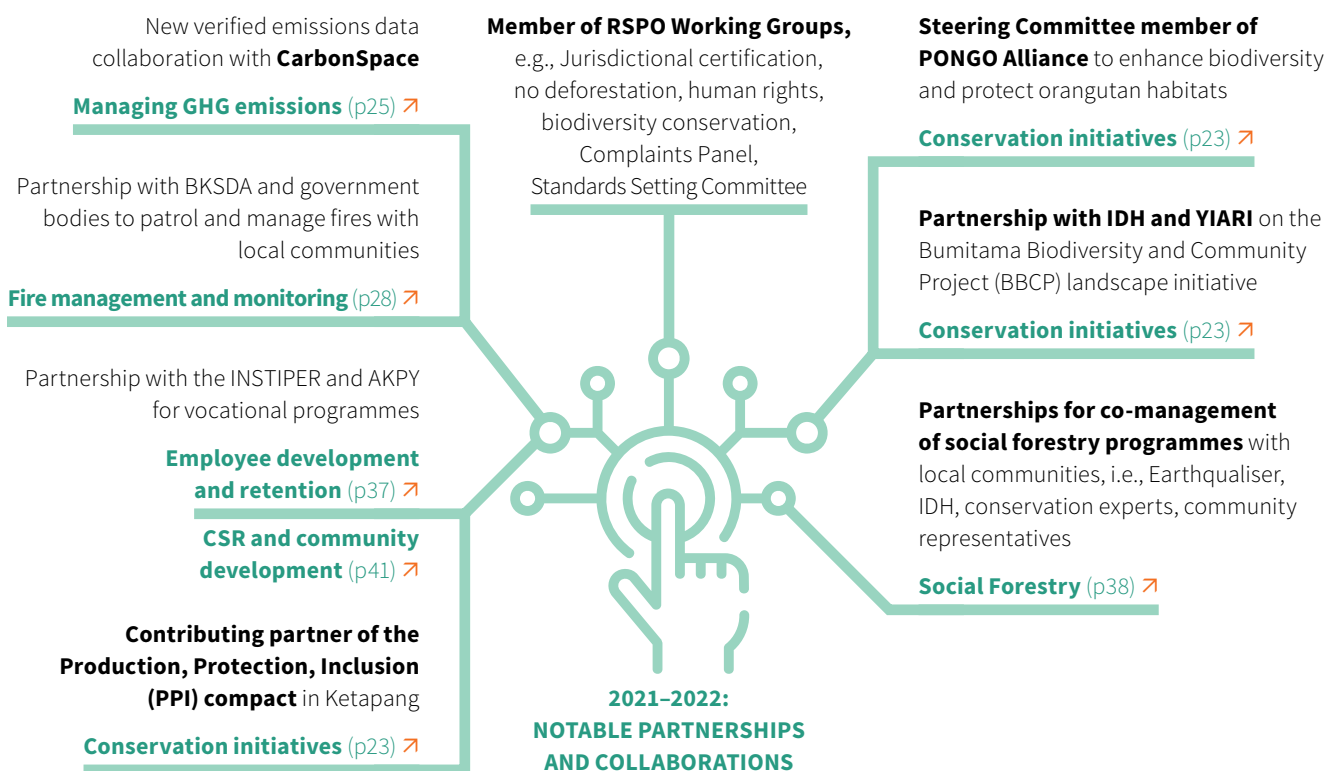 New verified emissions data
collaboration with CarbonSpace
Managing GHG emissions (p25)
Partnership with BKSDA and government
bodies to patrol and manage fires with
local communities
Fire management and monitoring (p28)
Partnership with the INSTIPER and AKPY
for vocational programmes
Employee development
and retention (p37)
CSR and community
development (p41)
Contributing partner of the
Production, Protection, Inclusion
(PPI) compact in Ketapang
Conservation initiatives (p23)
Member of RSPO Working Groups,
e.g., Jurisdictional certification,
no deforestation, human rights,
biodiversity conservation,
Complaints Panel,
Standards Setting Committee
2021–2022:
NOTABLE PARTNERSHIPS
AND COLLABORATIONS
Steering Committee member of
PONGO Alliance to enhance biodiversity
and protect orangutan habitats
Conservation initiatives (p23)
Partnership with IDH and YIARI on the
Bumitama Biodiversity and Community
Project (BBCP) landscape initiative
Conservation initiatives (p23)
Partnerships for co-management
of social forestry programmes with
local communities, i.e., Earthqualiser,
IDH, conservation experts, community
representatives
Social Forestry (p38)